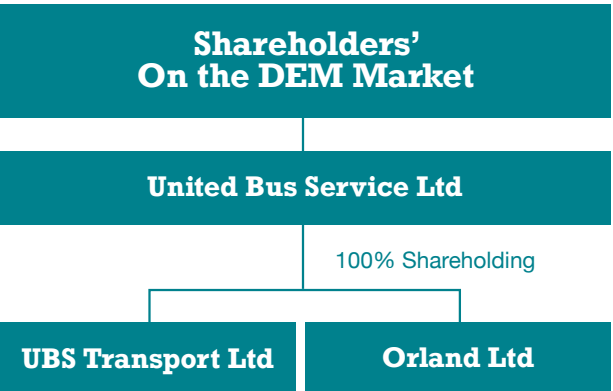 Shareholders’
On the DEM Market
United Bus Service Ltd
100% Shareholding
UBS Transport Ltd
Orland Ltd